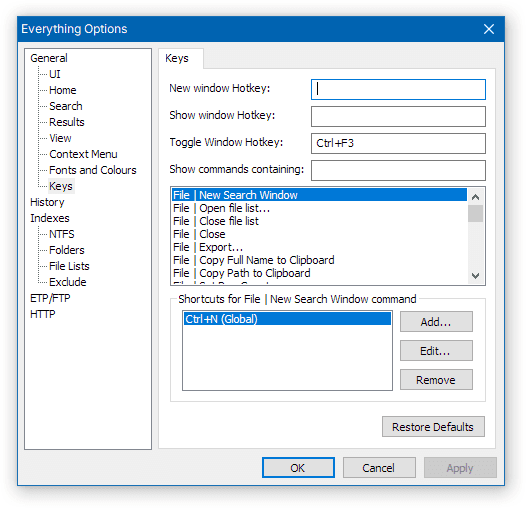 Everything Options
General
UI
Home
Search
Results
View
Context Menu
Fonts and Colours
Keys
History
Indexes
NTFS
Folders
File Lists
Exclude
ETP/FTP
HTTP
Keys
New window Hotkey:
Show window Hotkey:
Toggle Window Hotkey: Ctrl+F3
Show commands containing:
File | New Search Window
File | Open file list...
File | Close file list
File | Close
File | Export...
File | Copy Full Name to Clipboard
File | Copy Path to Clipboard
Shortcuts for File | New Search Window command
Ctrl+N (Global)
Add...
Edit...
Remove
Restore Defaults
OK Cancel Apply